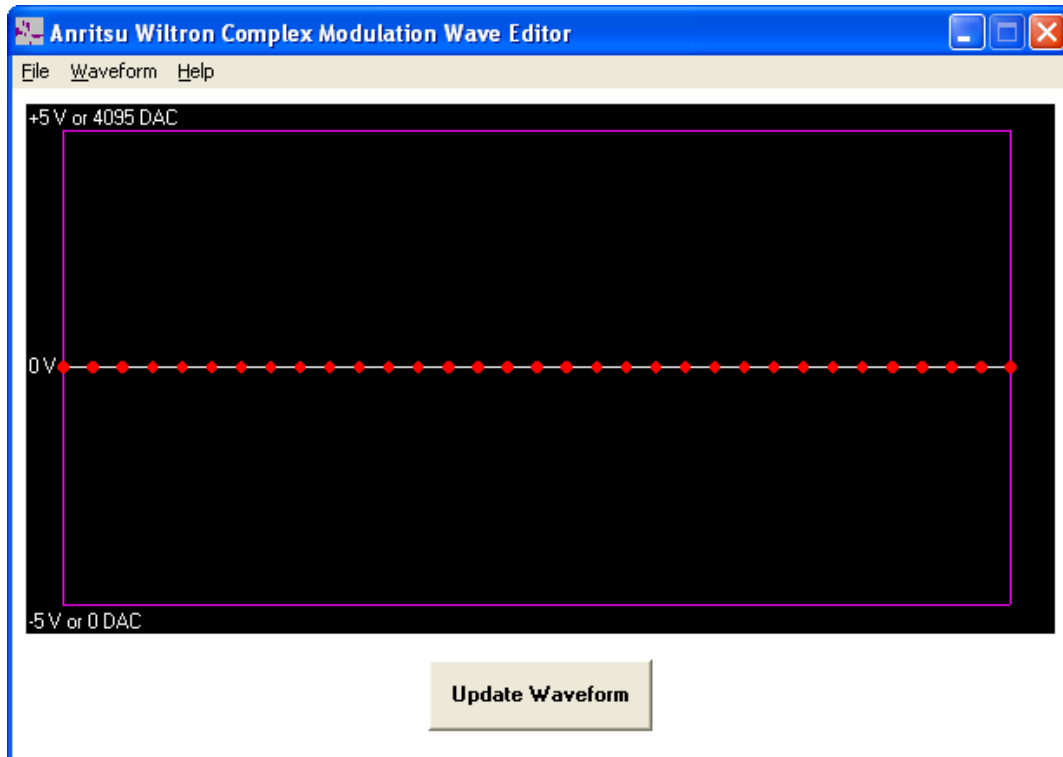 Anritsu Wiltron Complex Modulation Wave Editor
File Waveform Help
+5 V or 4095 DAC
0 V
-5 V or 0 DAC
Update Waveform